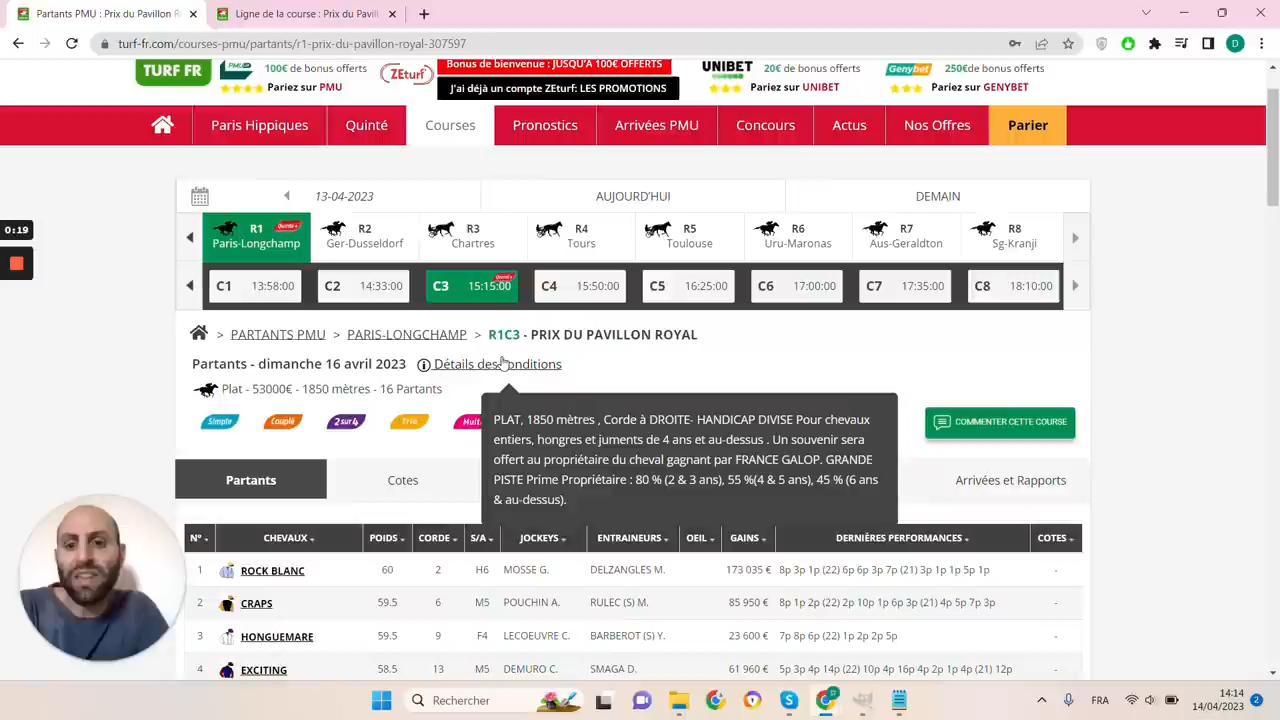 Partants PMU : Prix du Pavillon R
Ligne de la course : Prix du Pavill
turf-fr.com/courses-pmu/partants/r1-prix-du-pavillon-royal-307597
TURF FR
PMU
100€ de bonus offerts
Pariez sur PMU
ZEturf
Bonus de bienvenue : JUSQU'A 100€ OFFERTS
J'ai déjà un compte ZEturf: LES PROMOTIONS
UNIBET
20€ de bonus offerts
Pariez sur UNIBET
Genybet
250€de bonus offerts
Pariez sur GENYBET
Paris Hippiques Quinté Courses Pronostics Arrivées PMU Concours Actus Nos Offres Parier
13-04-2023 AUJOURD'HUI DEMAIN
R1 Quinté+ R2 R3 R4 R5 R6 R7 R8
Paris-Longchamp Ger-Dusseldorf Chartres Tours Toulouse Uru-Maronas Aus-Geraldton Sg-Kranji
C1 13:58:00 C2 14:33:00 C3 15:15:00 Quinté+ C4 15:50:00 C5 16:25:00 C6 17:00:00 C7 17:35:00 C8 18:10:00
0:19
> PARTANTS PMU > PARIS-LONGCHAMP > R1C3 - PRIX DU PAVILLON ROYAL
Partants - dimanche 16 avril 2023 Détails des conditions
Plat - 53000€ - 1850 mètres - 16 Partants
Simple Couplé 2sur4 Trio Mult
PLAT, 1850 mètres , Corde à DROITE- HANDICAP DIVISE Pour chevaux
entiers, hongres et juments de 4 ans et au-dessus . Un souvenir sera
offert au propriétaire du cheval gagnant par FRANCE GALOP. GRANDE
PISTE Prime Propriétaire : 80 % (2 & 3 ans), 55 %(4 & 5 ans), 45 % (6 ans
& au-dessus).
COMMENTER CETTE COURSE
Partants Cotes Arrivées et Rapports
N° CHEVAUX POIDS CORDE S/A JOCKEYS ENTRAINEURS OEIL GAINS DERNIÈRES PERFORMANCES COTES
1 ROCK BLANC 60 2 H6 MOSSE G. DELZANGLES M. 173 035 € 8p 3p 1p (22) 6p 6p 3p 7p (21) 3p 1p 1p 5p 1p -
2 CRAPS 59.5 6 M5 POUCHIN A. RULEC (S) M. 85 950 € 8p 1p 2p (22) 2p 10p 1p 6p 3p (21) 4p 5p 7p 3p -
3 HONGUEMARE 59.5 9 F4 LECOEUVRE C. BARBEROT (S) Y. 23 600 € 7p 8p 6p (22) 1p 2p 2p 5p -
4 EXCITING 58.5 13 M5 DEMURO C. SMAGA D. 61 960 € 5p 3p 4p 14p (22) 10p 4p 16p 4p 2p 1p 4p (21) 12p -
Rechercher
FRA
14:14
14/04/2023
2